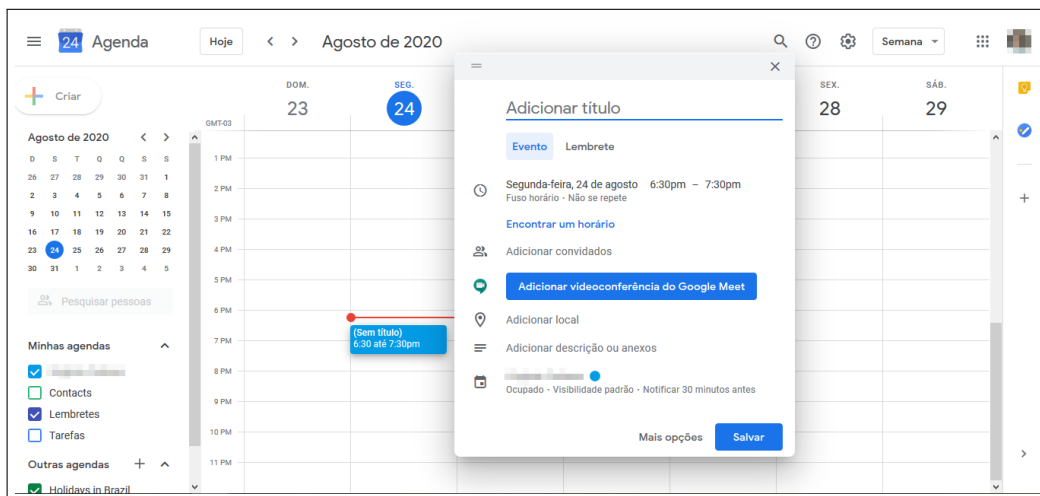 24 Agenda Hoje < > Agosto de 2020 Semana
Criar
DOM. SEG. SEX. SÁB.
23 24 28 29
GMT-03
Agosto de 2020 < >
D S T Q Q S S
26 27 28 29 30 31 1
2 3 4 5 6 7 8
9 10 11 12 13 14 15
16 17 18 19 20 21 22
23 24 25 26 27 28 29
30 31 1 2 3 4 5
Pesquisar pessoas
Minhas agendas
Contacts
Lembretes
Tarefas
Outras agendas +
Holidays in Brazil
1 PM
2 PM
3 PM
4 PM
5 PM
6 PM
7 PM
8 PM
9 PM
10 PM
11 PM
(Sem título)
6:30 até 7:30pm
Adicionar título
Evento Lembrete
Segunda-feira, 24 de agosto 6:30pm – 7:30pm
Fuso horário - Não se repete
Encontrar um horário
Adicionar convidados
Adicionar videoconferência do Google Meet
Adicionar local
Adicionar descrição ou anexos
Ocupado - Visibilidade padrão - Notificar 30 minutos antes
Mais opções Salvar